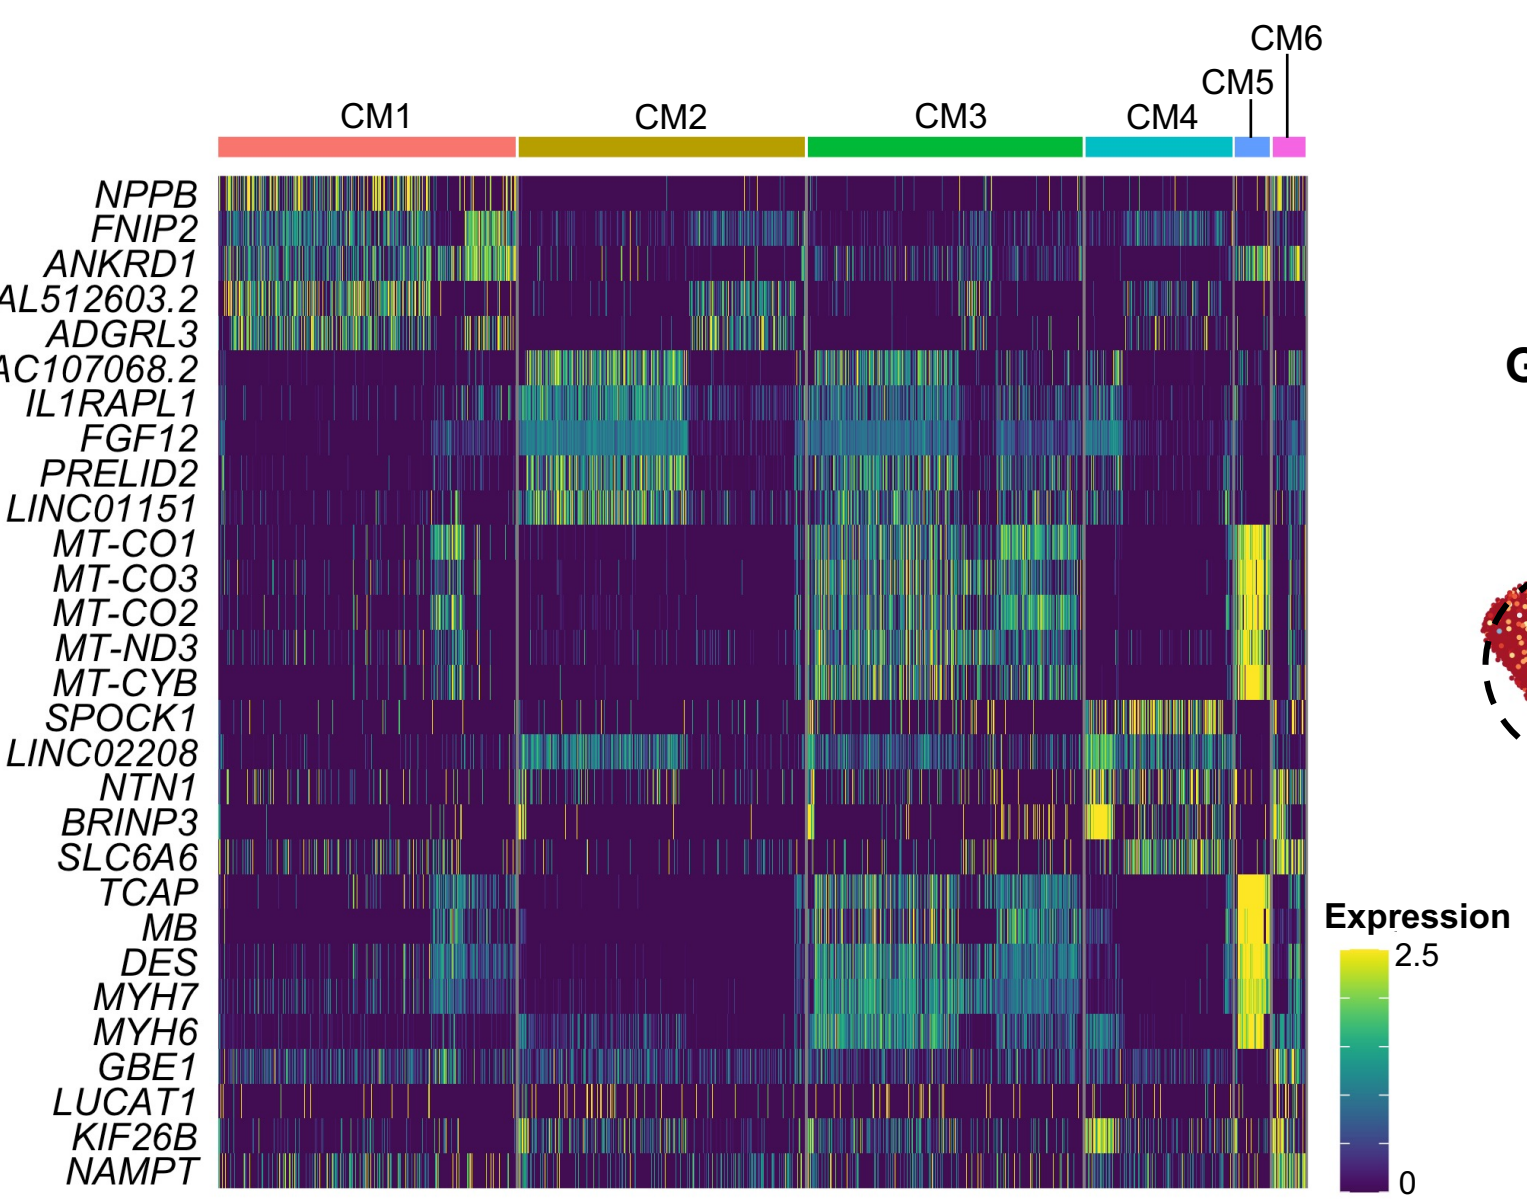 CM6
CM5
CM1 CM2 CM3 CM4
NPPB
FNIP2
ANKRD1
AL512603.2
ADGRL3
AC107068.2
IL1RAPL1
FGF12
PRELID2
LINC01151
MT-CO1
MT-CO3
MT-CO2
MT-ND3
MT-CYB
SPOCK1
LINC02208
NTN1
BRINP3
SLC6A6
TCAP
MB
DES
MYH7
MYH6
GBE1
LUCAT1
KIF26B
NAMPT
Expression
2.5
0
G